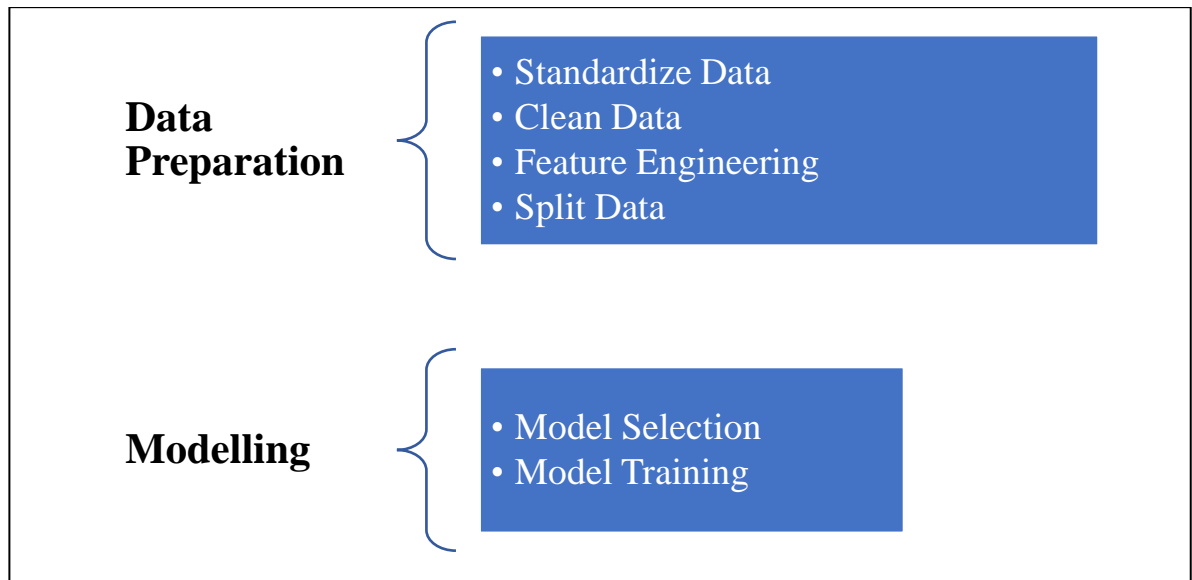 Data
Preparation
• Standardize Data
• Clean Data
• Feature Engineering
• Split Data
Modelling
• Model Selection
• Model Training